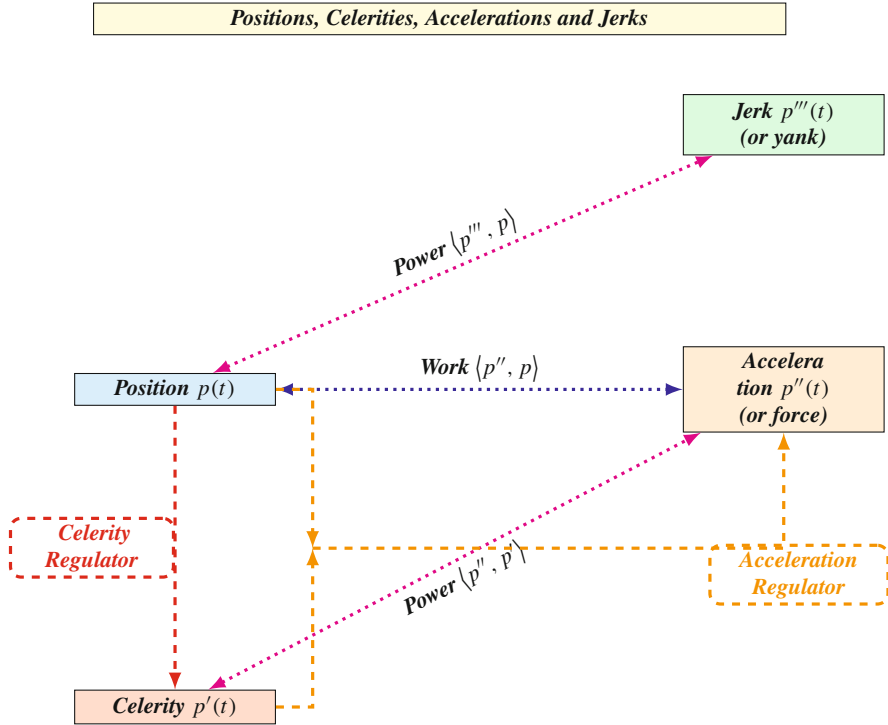 Positions, Celerities, Accelerations and Jerks
Jerk p′′′(t)
(or yank)
Power ⟨p′′′ , p⟩
Work ⟨p′′, p⟩
Position p(t)
Accelera
tion p′′(t)
(or force)
Celerity
Regulator
Power ⟨p′′, p′⟩
Acceleration
Regulator
Celerity p′(t)